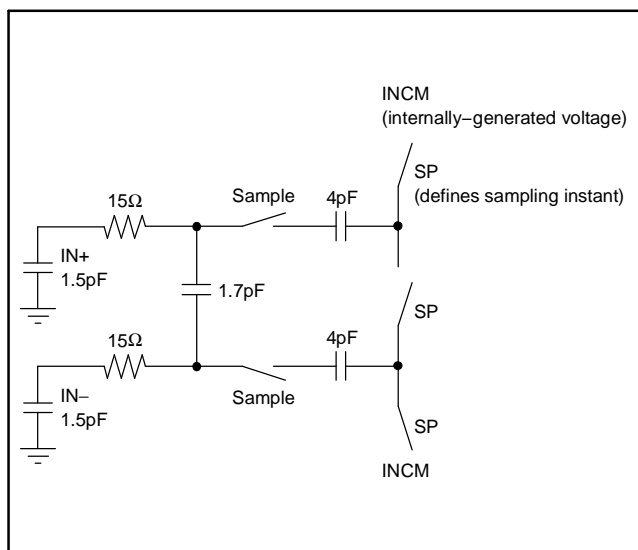 INCM
(internally−generated voltage)
SP
(defines sampling instant)
15Ω
Sample
4pF
IN+
1.5pF
1.7pF
SP
15Ω
4pF
IN−
1.5pF
Sample
SP
INCM